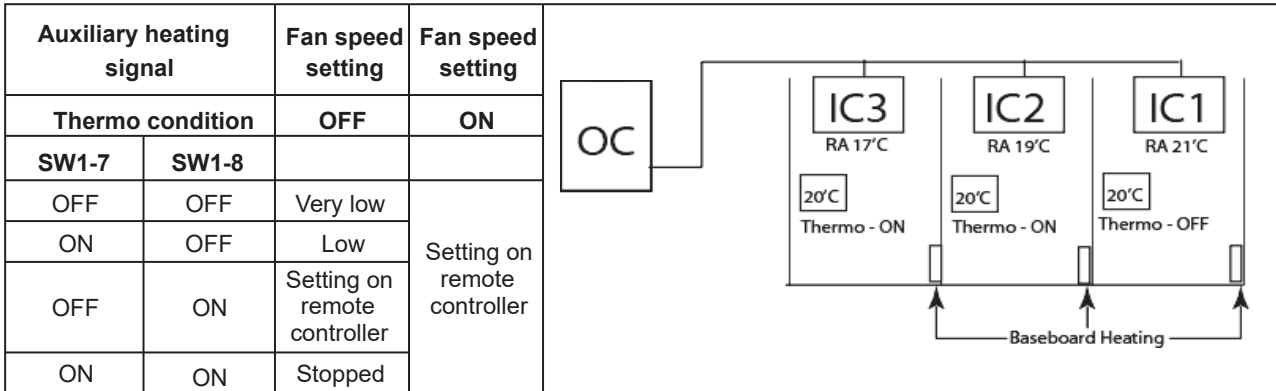 Auxiliary heating
signal
Fan speed
setting
Fan speed
setting
Thermo condition
OFF
ON
SW1-7
SW1-8
OFF
OFF
Very low
Setting on
remote
controller
ON
OFF
Low
OFF
ON
Setting on
remote
controller
ON
ON
Stopped
OC
IC3
RA 17'C
20'C
Thermo - ON
IC2
RA 19'C
20'C
Thermo - ON
IC1
RA 21'C
20'C
Thermo - OFF
Baseboard Heating